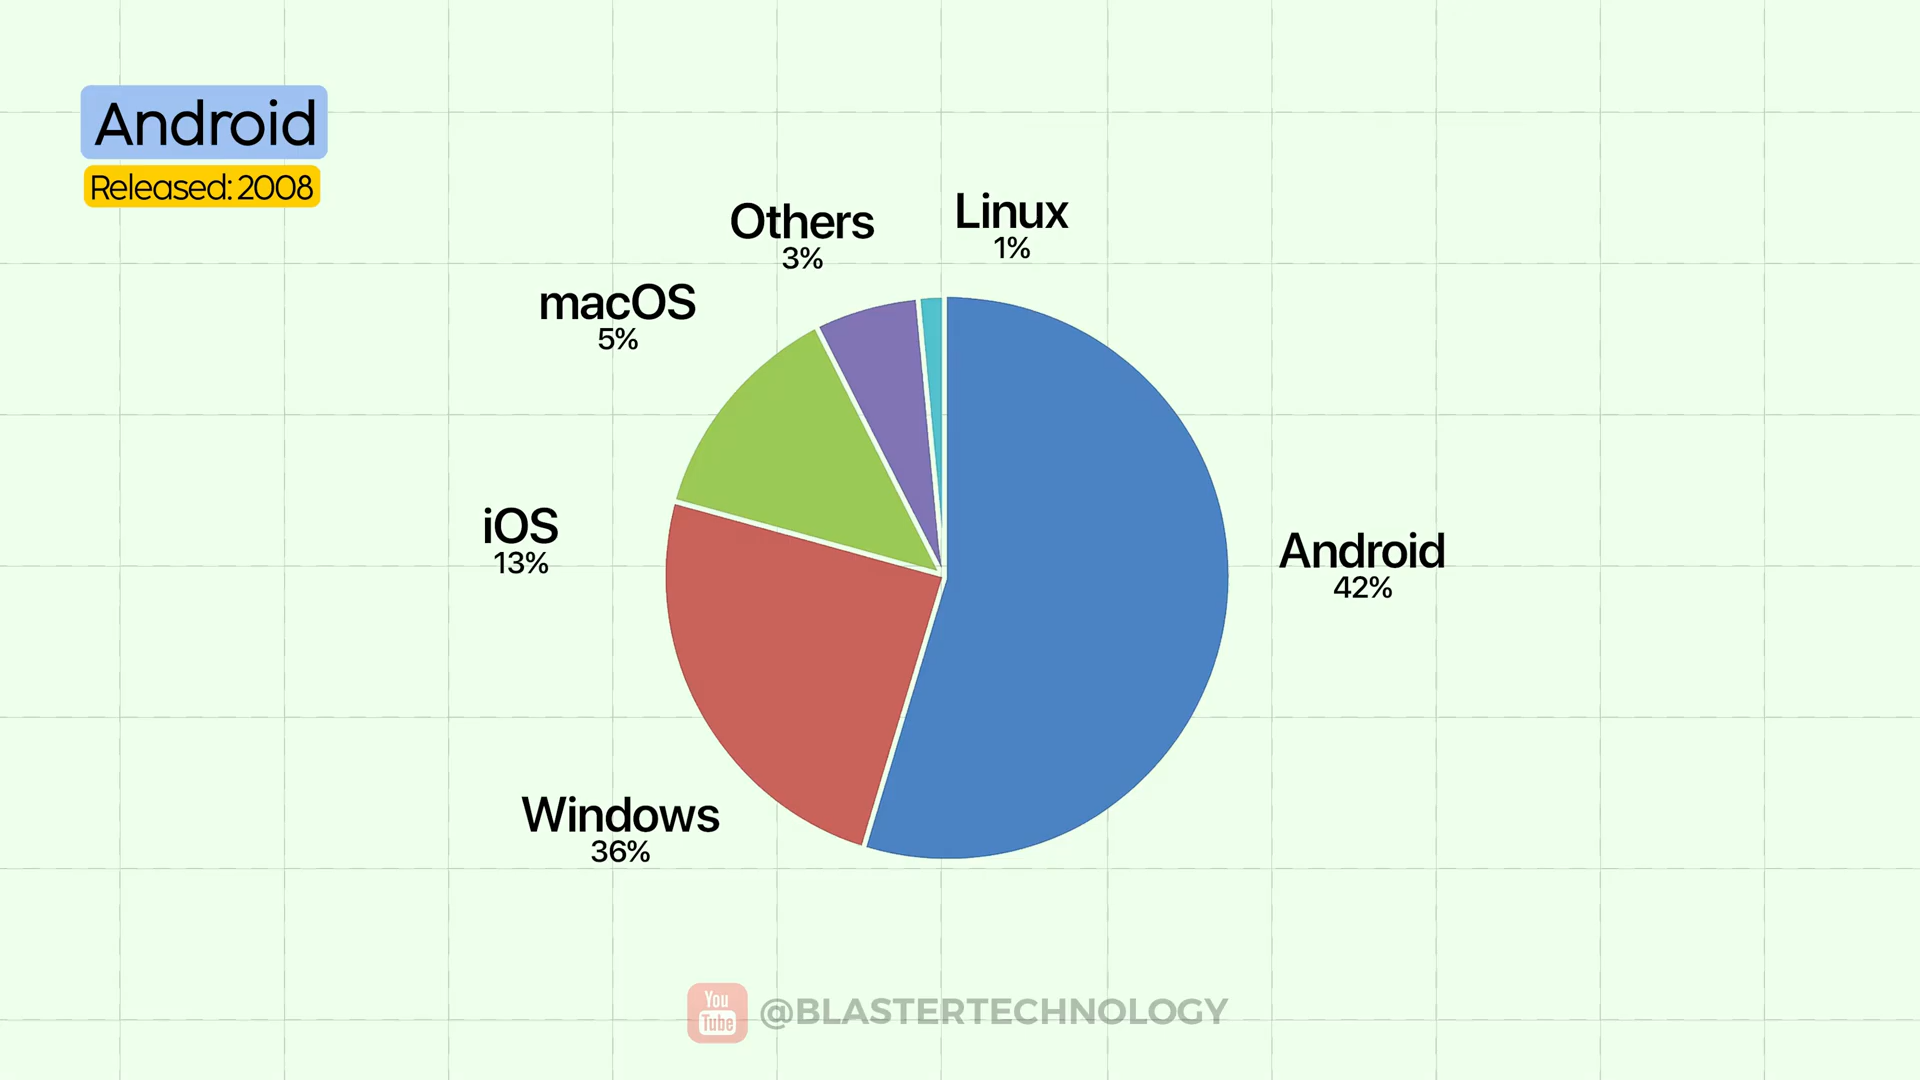 Android
Released: 2008
Others
3%
Linux
1%
macOS
5%
iOS
13%
Android
42%
Windows
36%
You
Tube
@BLASTERTECHNOLOGY